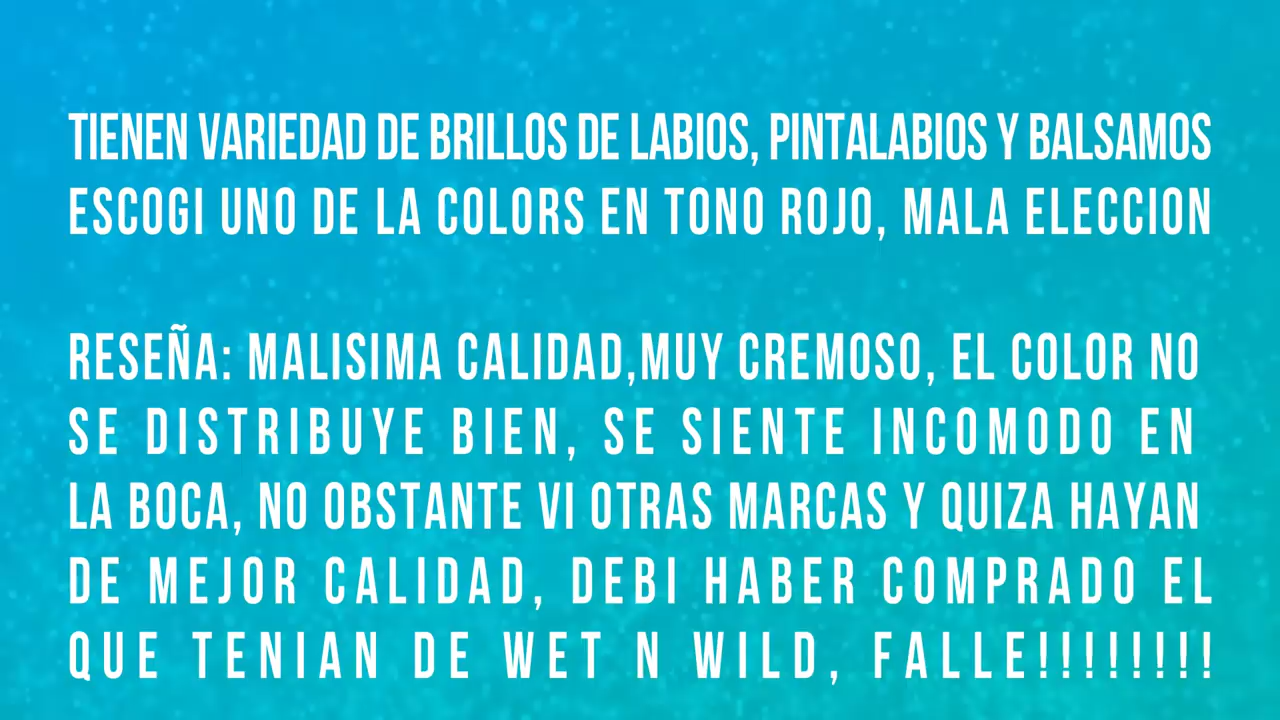 TIENEN VARIEDAD DE BRILLOS DE LABIOS, PINTALABIOS Y BALSAMOS
ESCOGI UNO DE LA COLORS EN TONO ROJO, MALA ELECCION
RESEÑA: MALISIMA CALIDAD,MUY CREMOSO, EL COLOR NO
SE DISTRIBUYE BIEN, SE SIENTE INCOMODO EN
LA BOCA, NO OBSTANTE VI OTRAS MARCAS Y QUIZA HAYAN
DE MEJOR CALIDAD, DEBI HABER COMPRADO EL
QUE TENIAN DE WET N WILD, FALLE!!!!!!!!